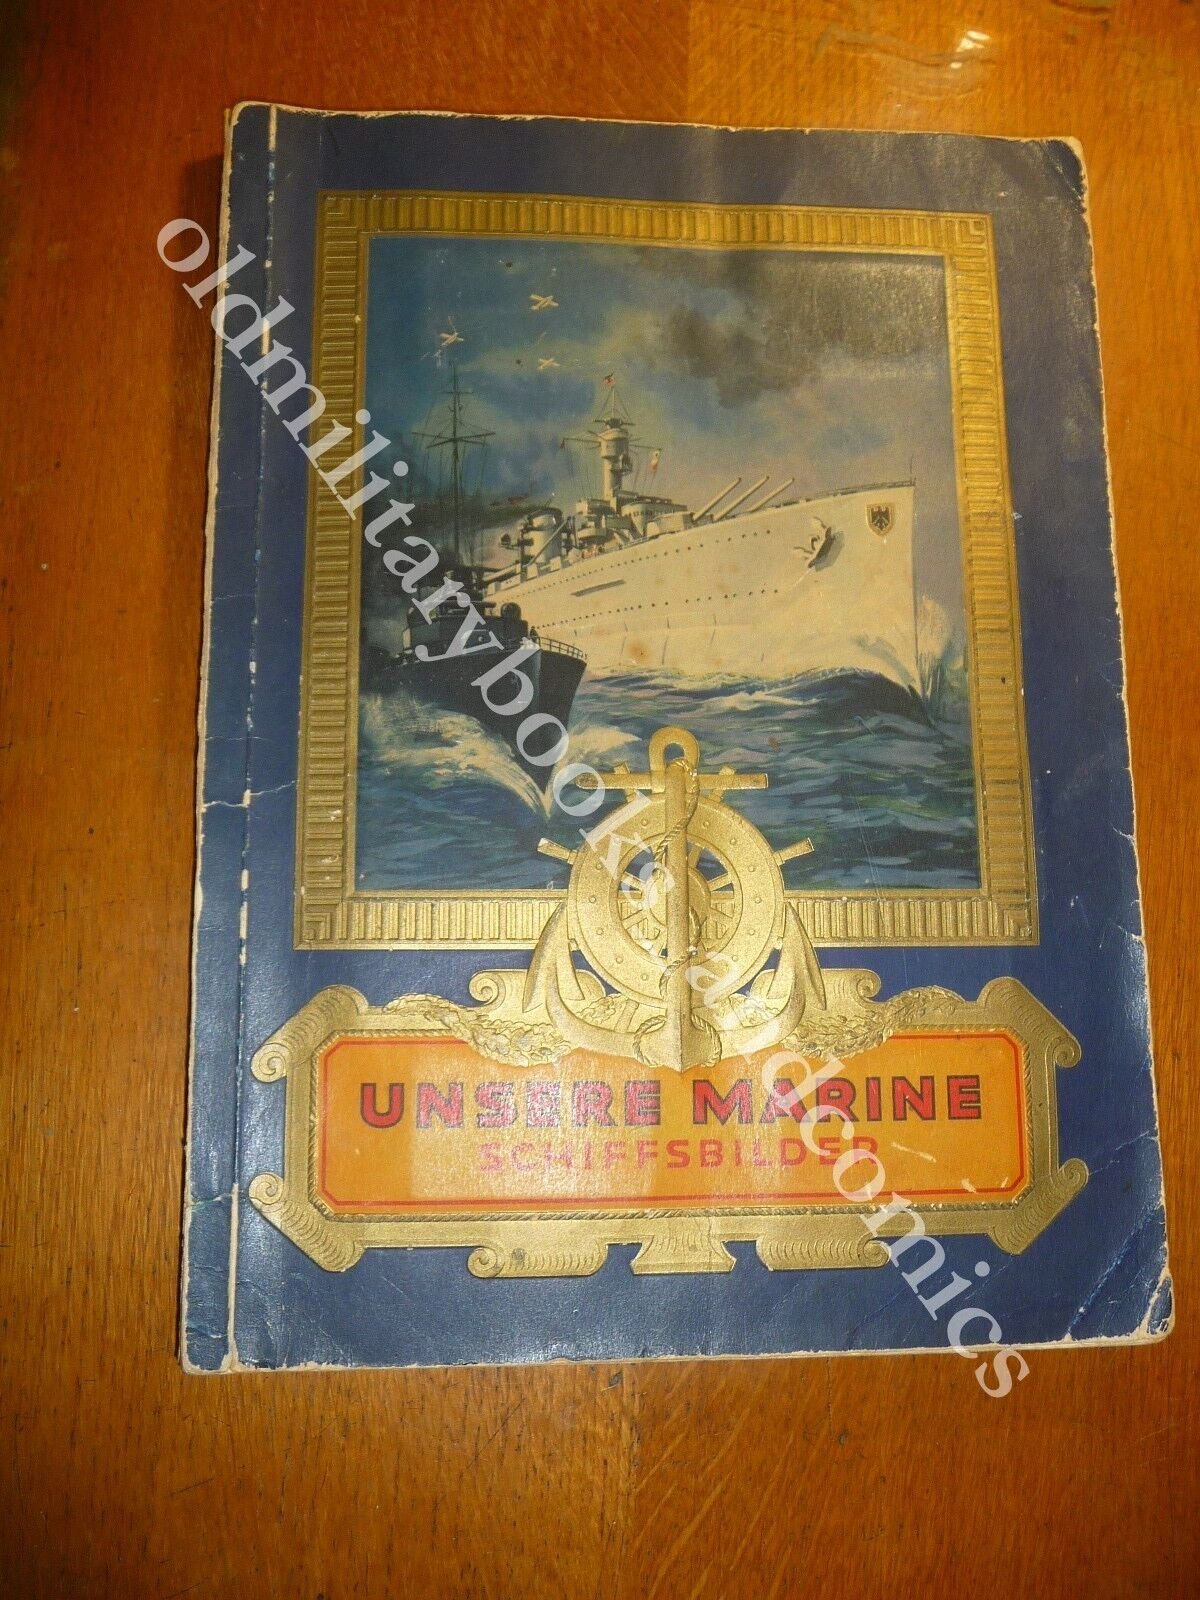 UNSERE MARINE
SCHIFFSBILDER
oldmilitarybooksandcomics